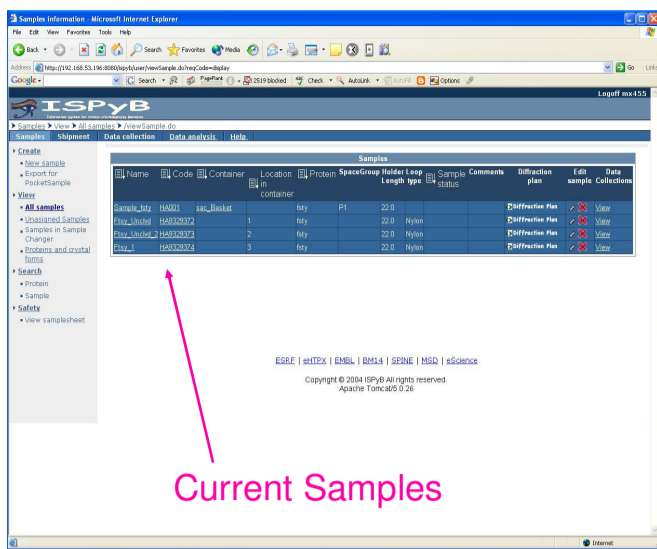 Samples information - Microsoft Internet Explorer
File Edit View Favorites Tools Help
Back Search Favorites Media
Address http://192.168.53.196:8080/ispyb/user/viewSample.do?reqCode=display Go Links
Google Search PageRank 2519 blocked Check AutoLink AutoFill Options
Logoff mx455
ISPyB
Samples > View > All samples > /viewSample.do
Samples Shipment Data collection Data analysis Help
Create
New sample
Export for PocketSample
View
All samples
Unasigned Samples
Samples in Sample Changer
Proteins and crystal forms
Search
Protein
Sample
Safety
View samplesheet
Samples
Name Code Container Location in container Protein SpaceGroup Holder Length Loop type Sample status Comments Diffraction plan Edit sample Data Collections
Sample_fsty HA001 sac_Basket fsty P1 22.0 Diffraction Plan View
Ftsy_Unclvd HA9329372 1 fsty 22.0 Nylon Diffraction Plan View
Ftsy_Unclvd_2 HA9329373 2 fsty 22.0 Nylon Diffraction Plan View
Ftsy_1 HA9329374 3 fsty 22.0 Nylon Diffraction Plan View
ESRF | eHTPX | EMBL | BM14 | SPINE | MSD | eScience
Copyright © 2004 ISPyB All rights reserved.
Apache Tomcat/5.0.26
Current Samples
Internet